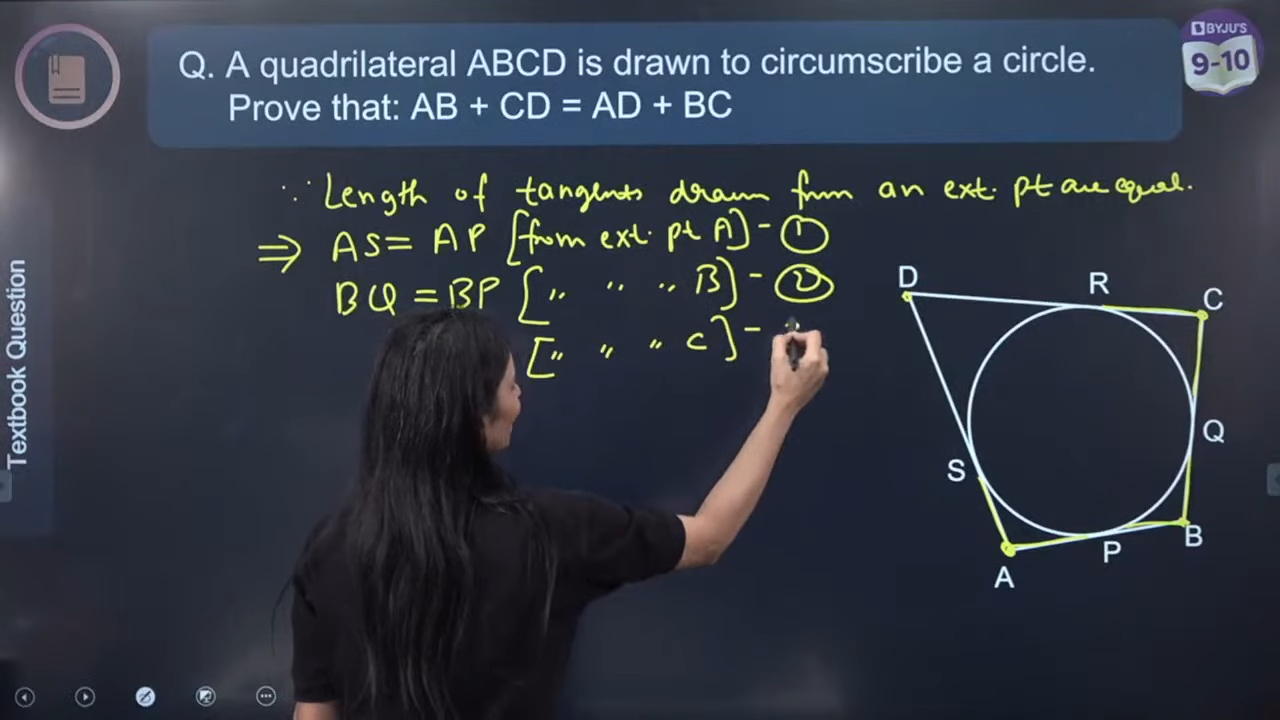 Q. A quadrilateral ABCD is drawn to circumscribe a circle.
Prove that: AB + CD = AD + BC
BYJU'S
9-10
Textbook Question
∵ Length of tangents drawn from an ext. pt are equal.
⇒ AS = AP [from ext. pt A] - ①
BQ = BP [" " " B] - ②
[" " " C] -
D
R
C
S
Q
A
P
B